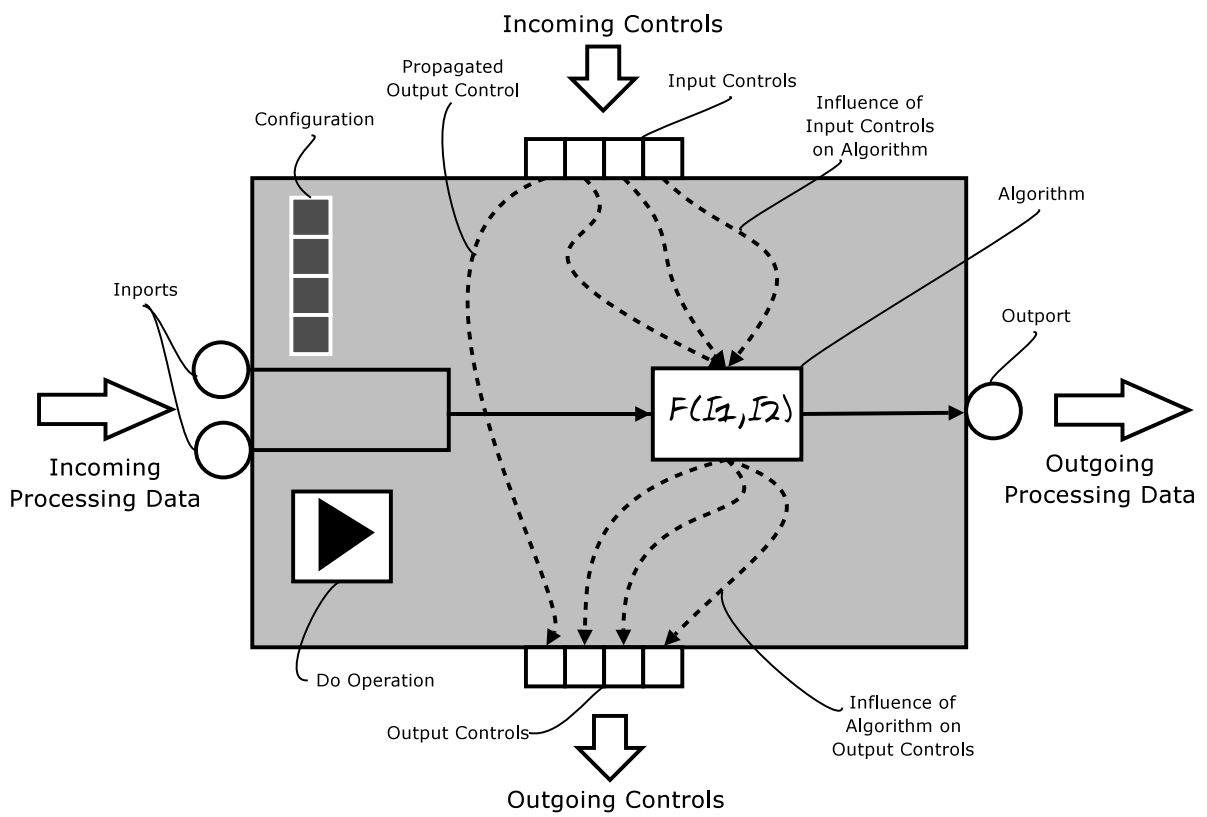 Incoming Controls
Propagated
Output Control
Input Controls
Influence of
Input Controls
on Algorithm
Configuration
Algorithm
Inports
Outport
F(I1,I2)
Incoming
Processing Data
Outgoing
Processing Data
Do Operation
Output Controls
Influence of
Algorithm on
Output Controls
Outgoing Controls